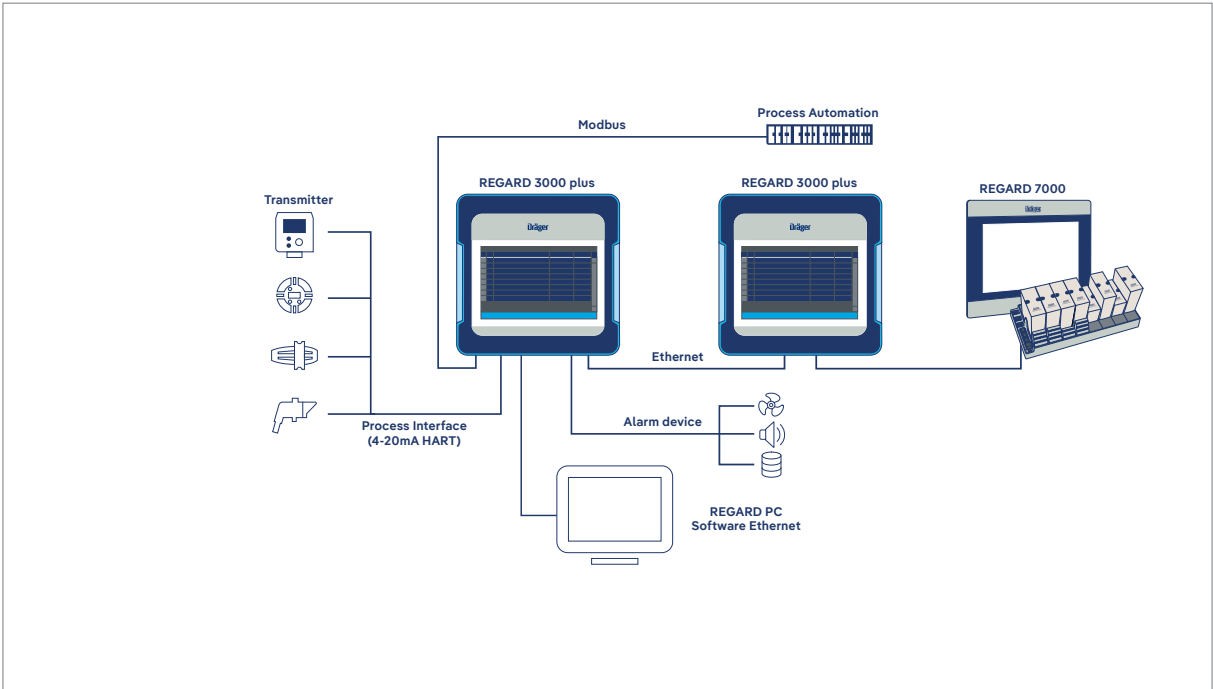 Process Automation
Modbus
REGARD 3000 plus
REGARD 3000 plus
REGARD 7000
Transmitter
Dräger
Dräger
Dräger
Ethernet
Alarm device
Process Interface
(4-20mA HART)
REGARD PC
Software Ethernet